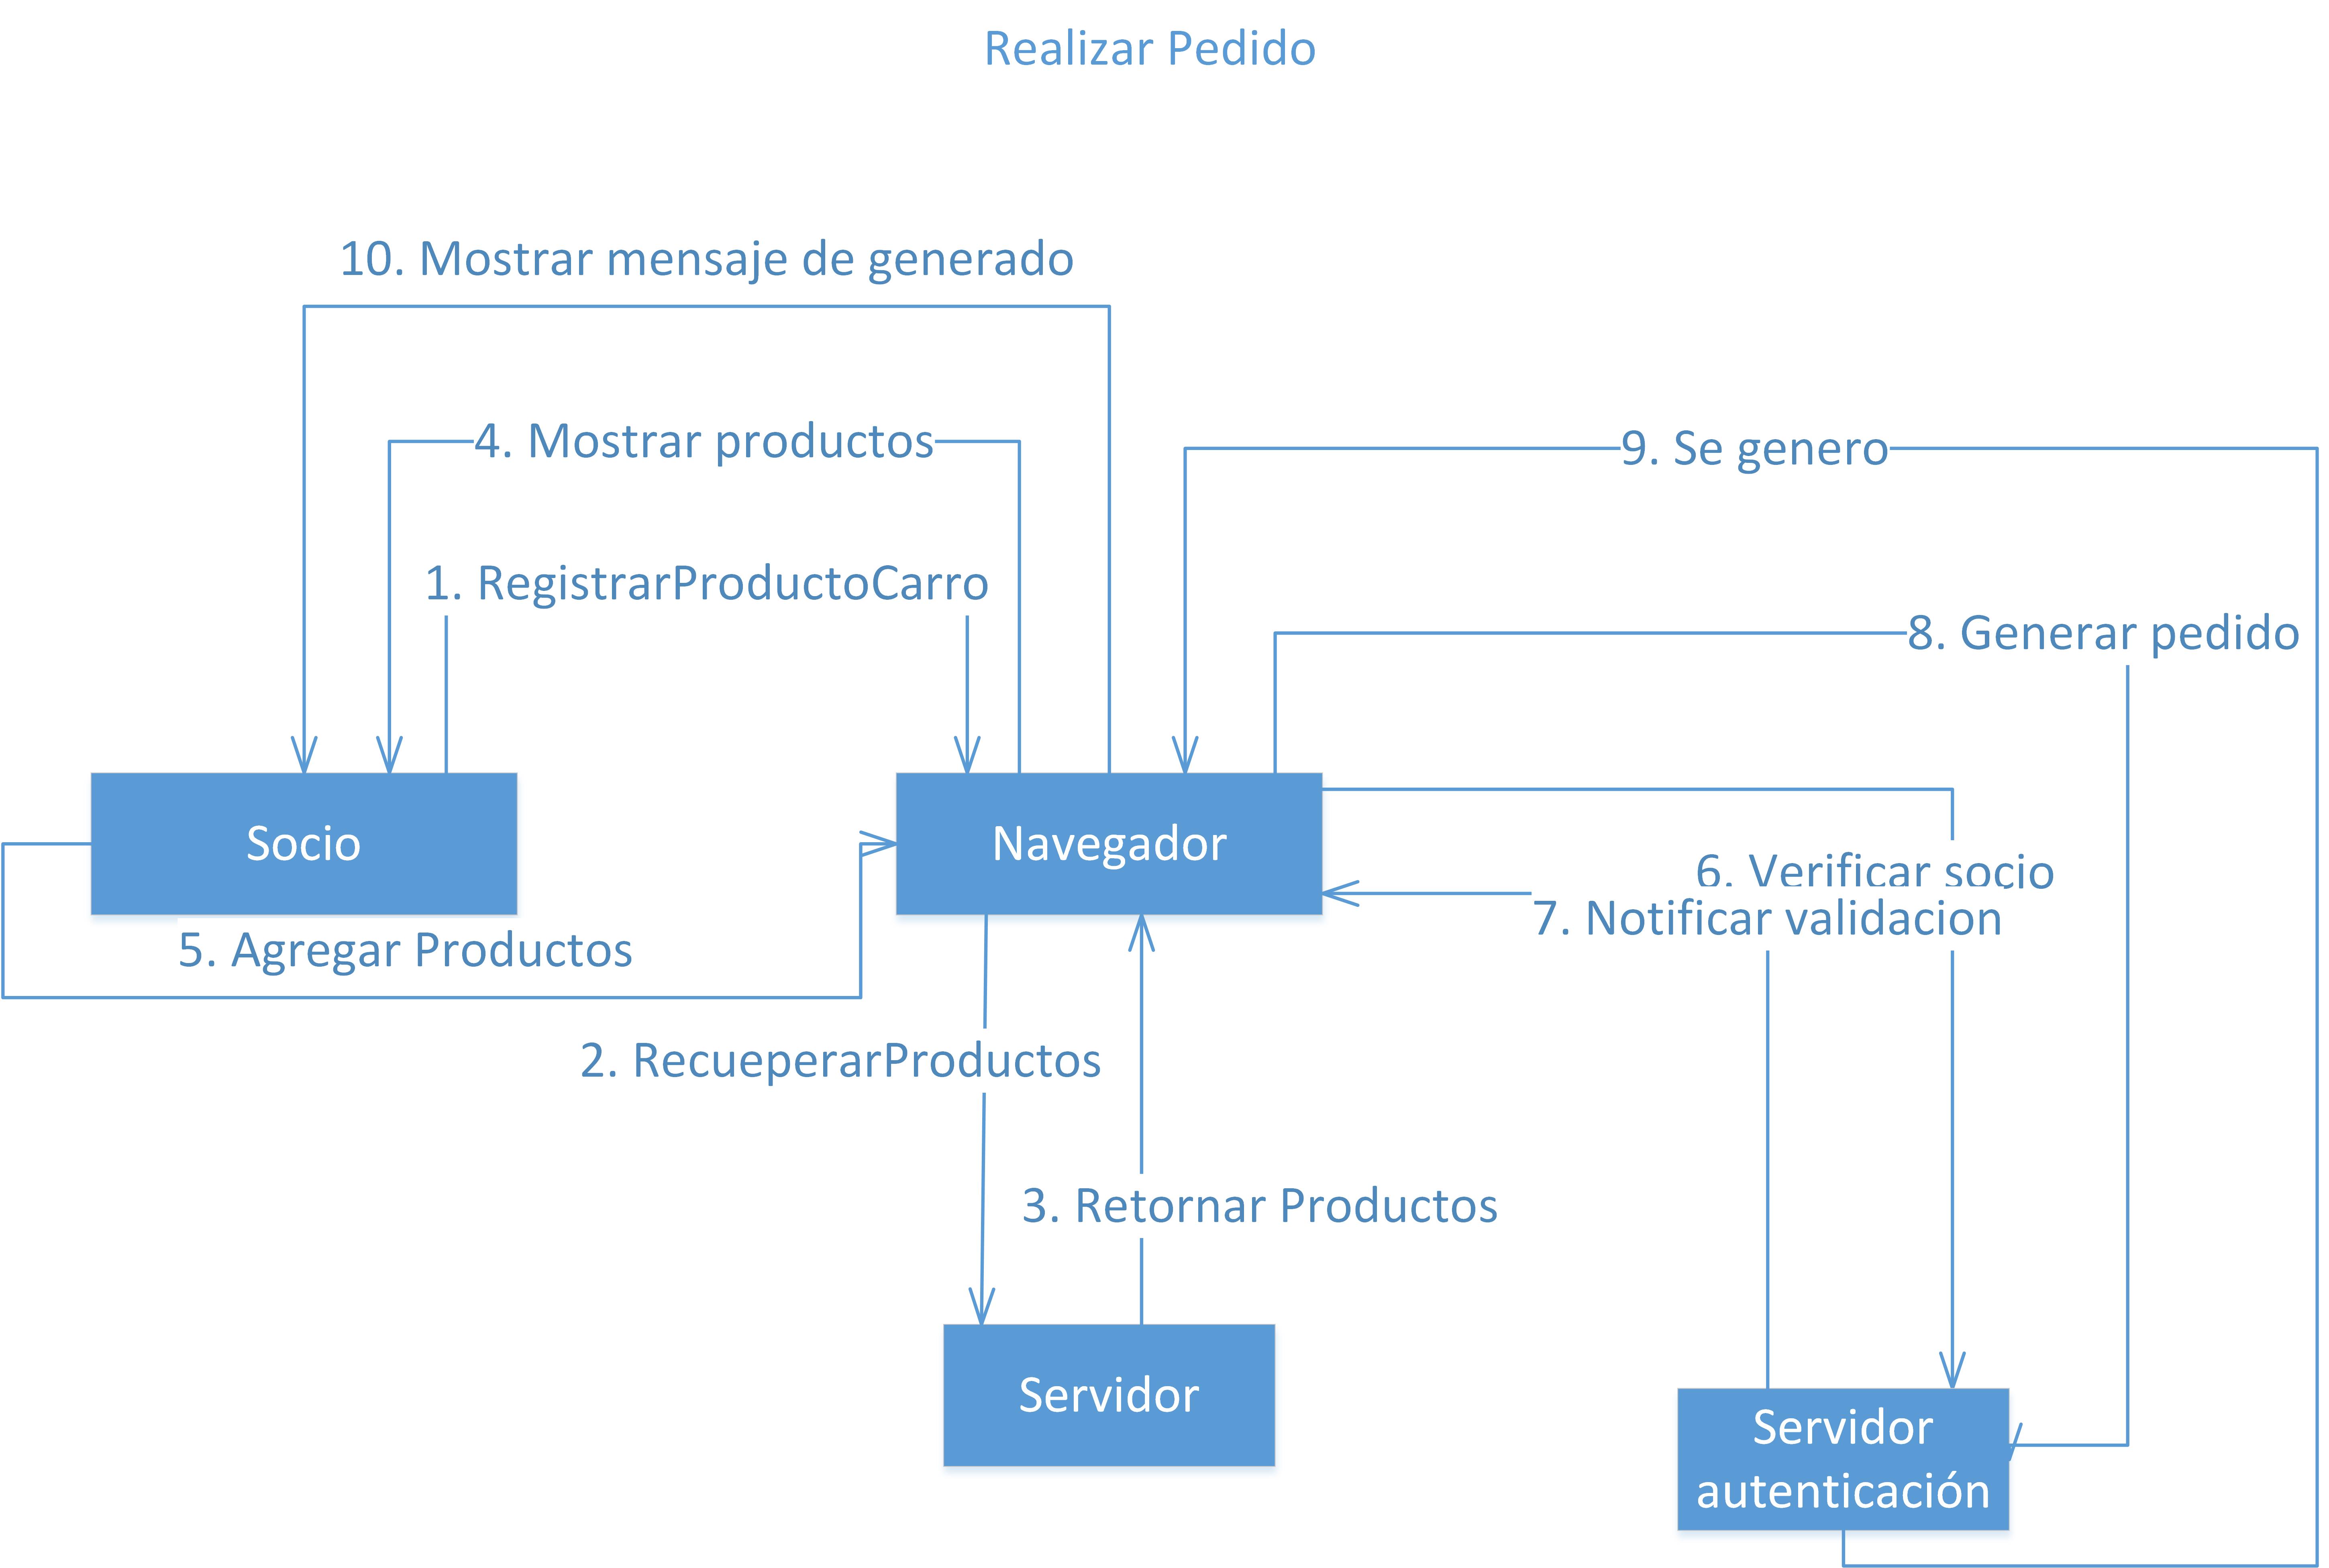 Realizar Pedido
10. Mostrar mensaje de generado
4. Mostrar productos
9. Se genero
1. RegistrarProductoCarro
8. Generar pedido
Socio
Navegador
6. Verificar socio
7. Notificar validacion
5. Agregar Productos
2. RecueperarProductos
3. Retornar Productos
Servidor
Servidor
autenticación